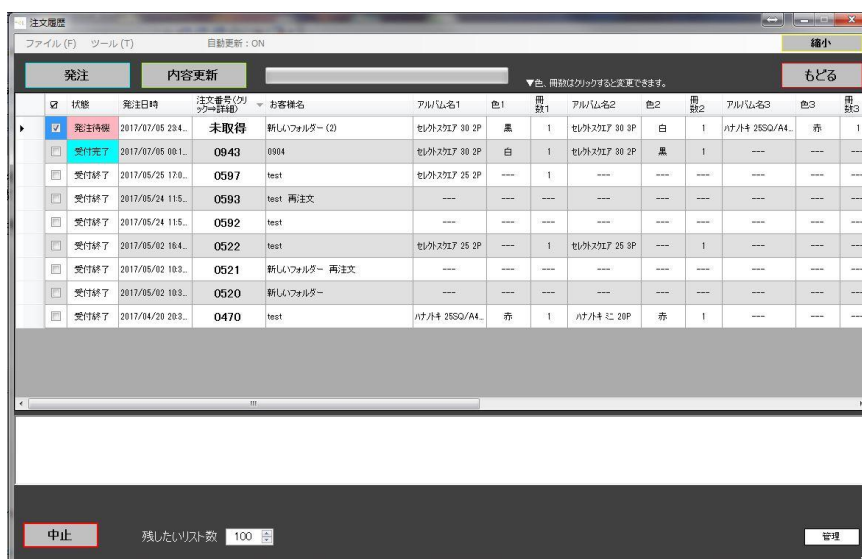 注文履歴
ファイル(F) ツール(T) 自動更新:ON 縮小
発注 内容更新 ▼色、冊数はクリックすると変更できます。 もどる
状態 発注日時 注文番号(クリック⇒詳細) お客様名 アルバム名1 色1 冊数1 アルバム名2 色2 冊数2 アルバム名3 色3 冊数3
発注待機 2017/07/05 23:4... 未取得 新しいフォルダー (2) セレクトスクエア 30 2P 黒 1 セレクトスクエア 30 3P 白 1 ハナノトキ 25SQ/A4... 赤 1
受付完了 2017/07/05 00:1... 0943 0904 セレクトスクエア 30 2P 白 1 セレクトスクエア 30 2P 黒 1 --- --- ---
受付終了 2017/05/25 17:0... 0597 test セレクトスクエア 25 2P --- 1 --- --- --- --- --- ---
受付終了 2017/05/24 11:5... 0593 test 再注文 --- --- --- --- --- --- --- --- ---
受付終了 2017/05/24 11:5... 0592 test --- --- --- --- --- --- --- --- ---
受付終了 2017/05/02 16:4... 0522 test セレクトスクエア 25 2P --- 1 セレクトスクエア 25 3P --- 1 --- --- ---
受付終了 2017/05/02 10:3... 0521 新しいフォルダー 再注文 --- --- --- --- --- --- --- --- ---
受付終了 2017/05/02 10:3... 0520 新しいフォルダー --- --- --- --- --- --- --- --- ---
受付終了 2017/04/20 20:3... 0470 test ハナノトキ 25SQ/A4... 赤 1 ハナノトキ ミニ 20P 赤 1 --- --- ---
中止 残したいリスト数 100 管理